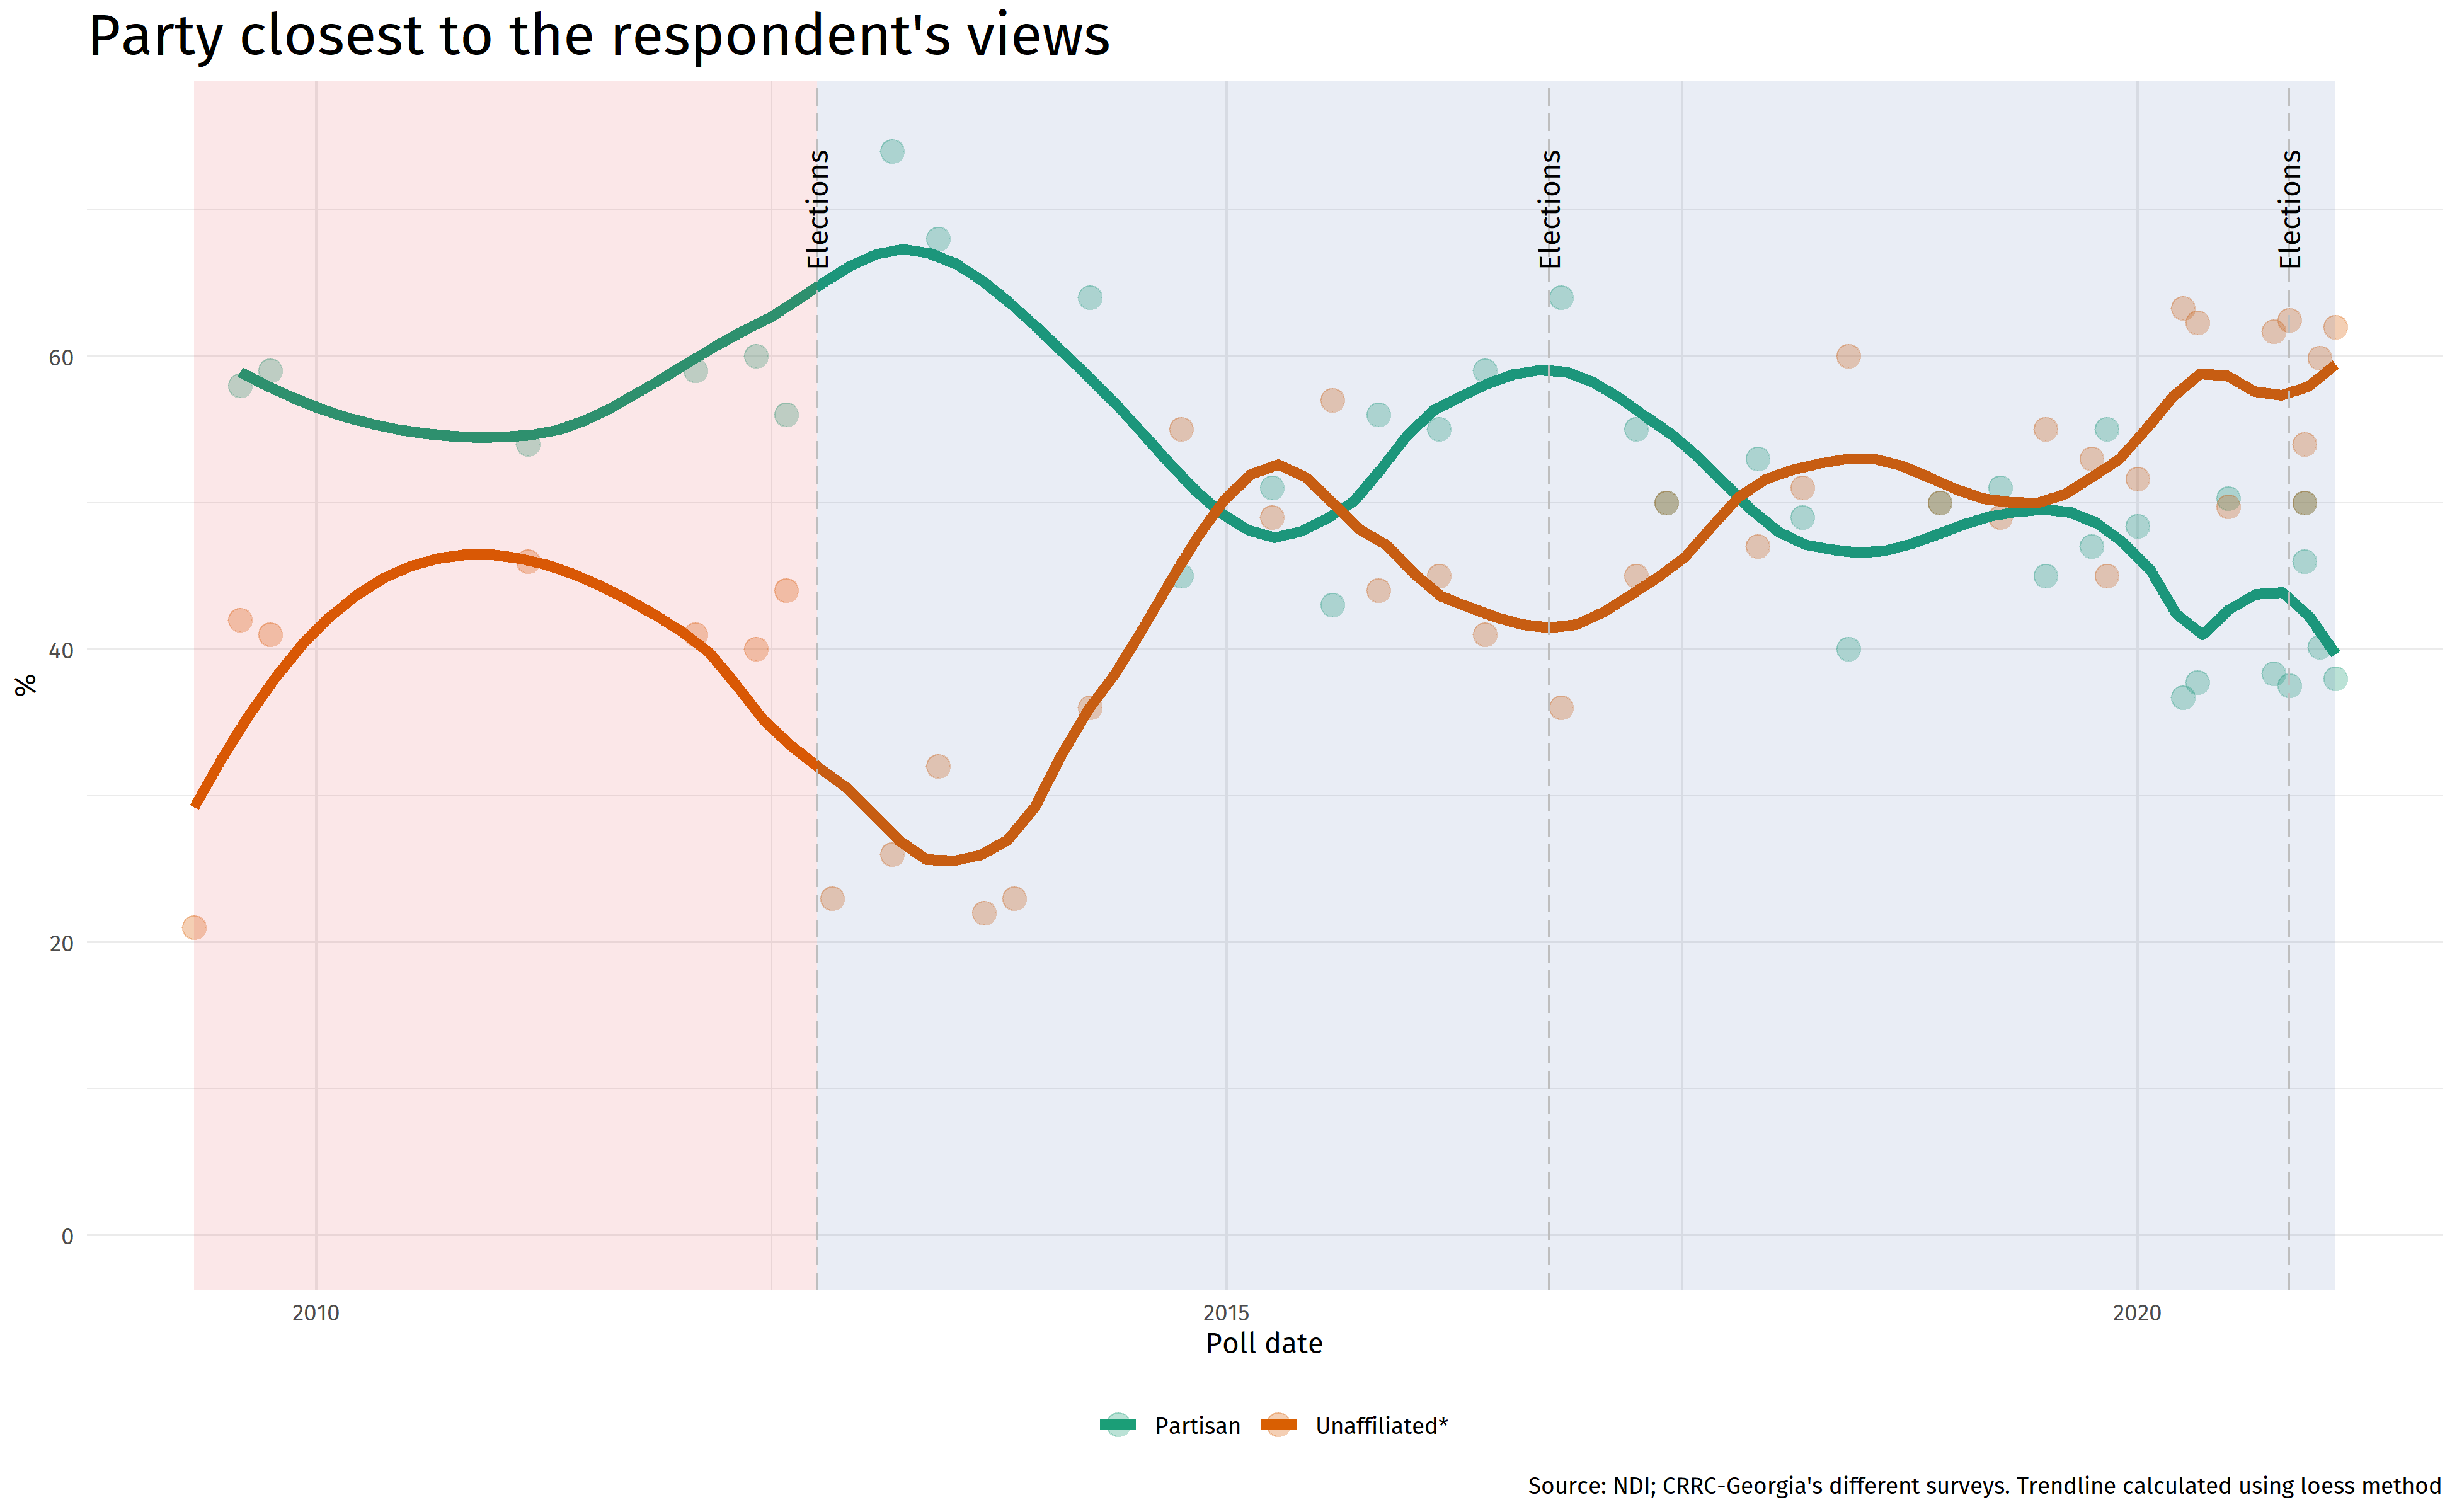 Party closest to the respondent's views
Elections
Elections
Elections
60
40
20
0
%
2010
2015
2020
Poll date
Partisan
Unaffiliated*
Source: NDI; CRRC-Georgia's different surveys. Trendline calculated using loess method